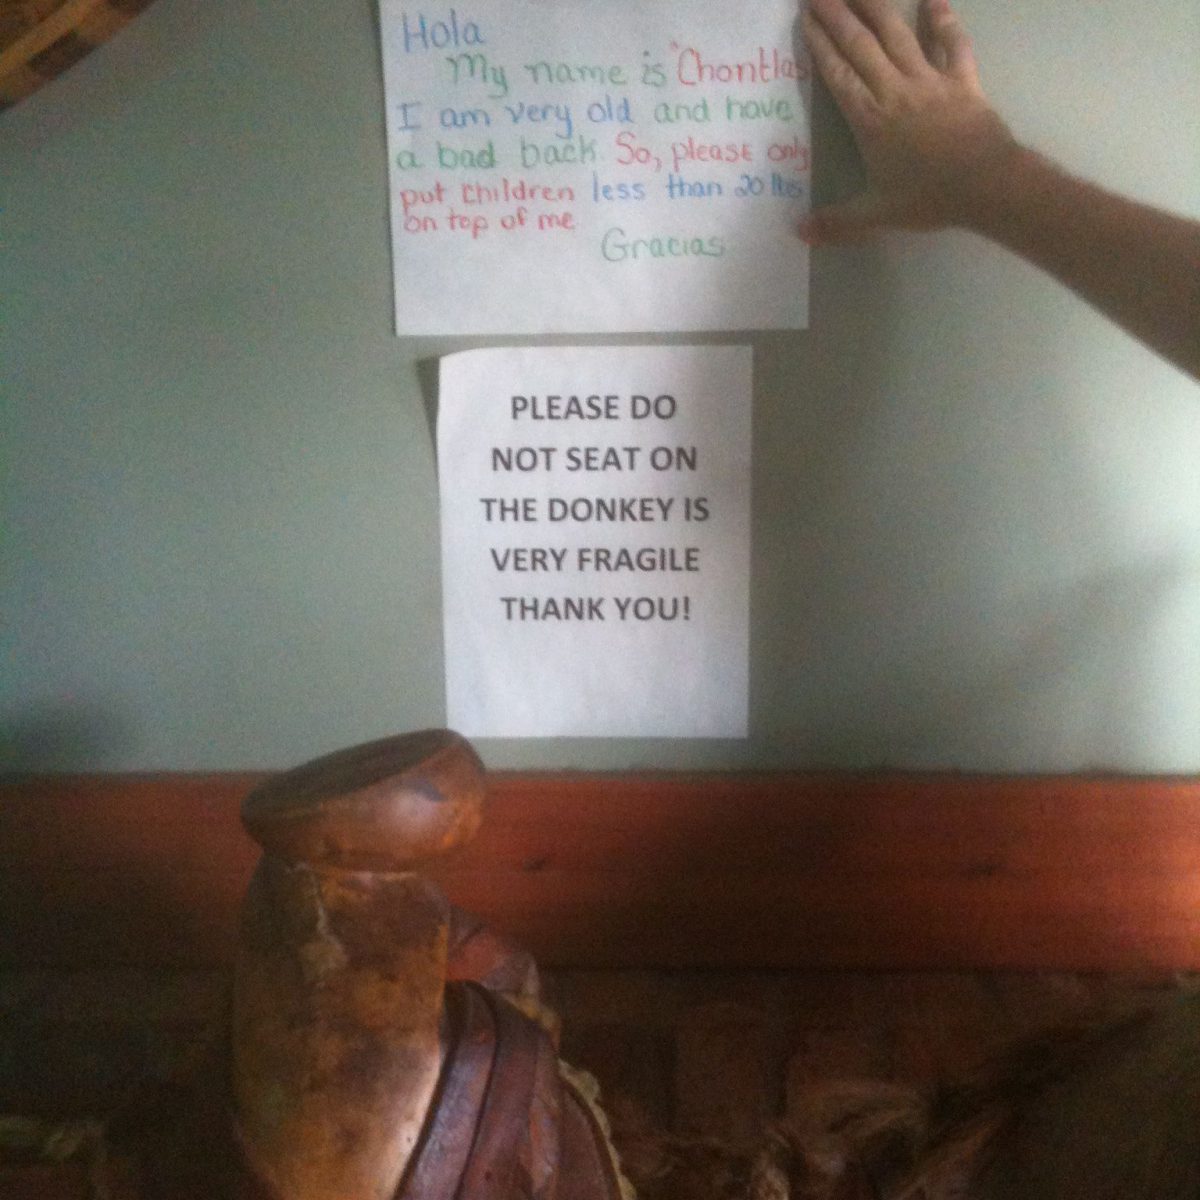 Hola
My name is "Chontlas
I am very old and have
a bad back. So, please only
put children less than 20 lbs
on top of me
Gracias
PLEASE DO
NOT SEAT ON
THE DONKEY IS
VERY FRAGILE
THANK YOU!